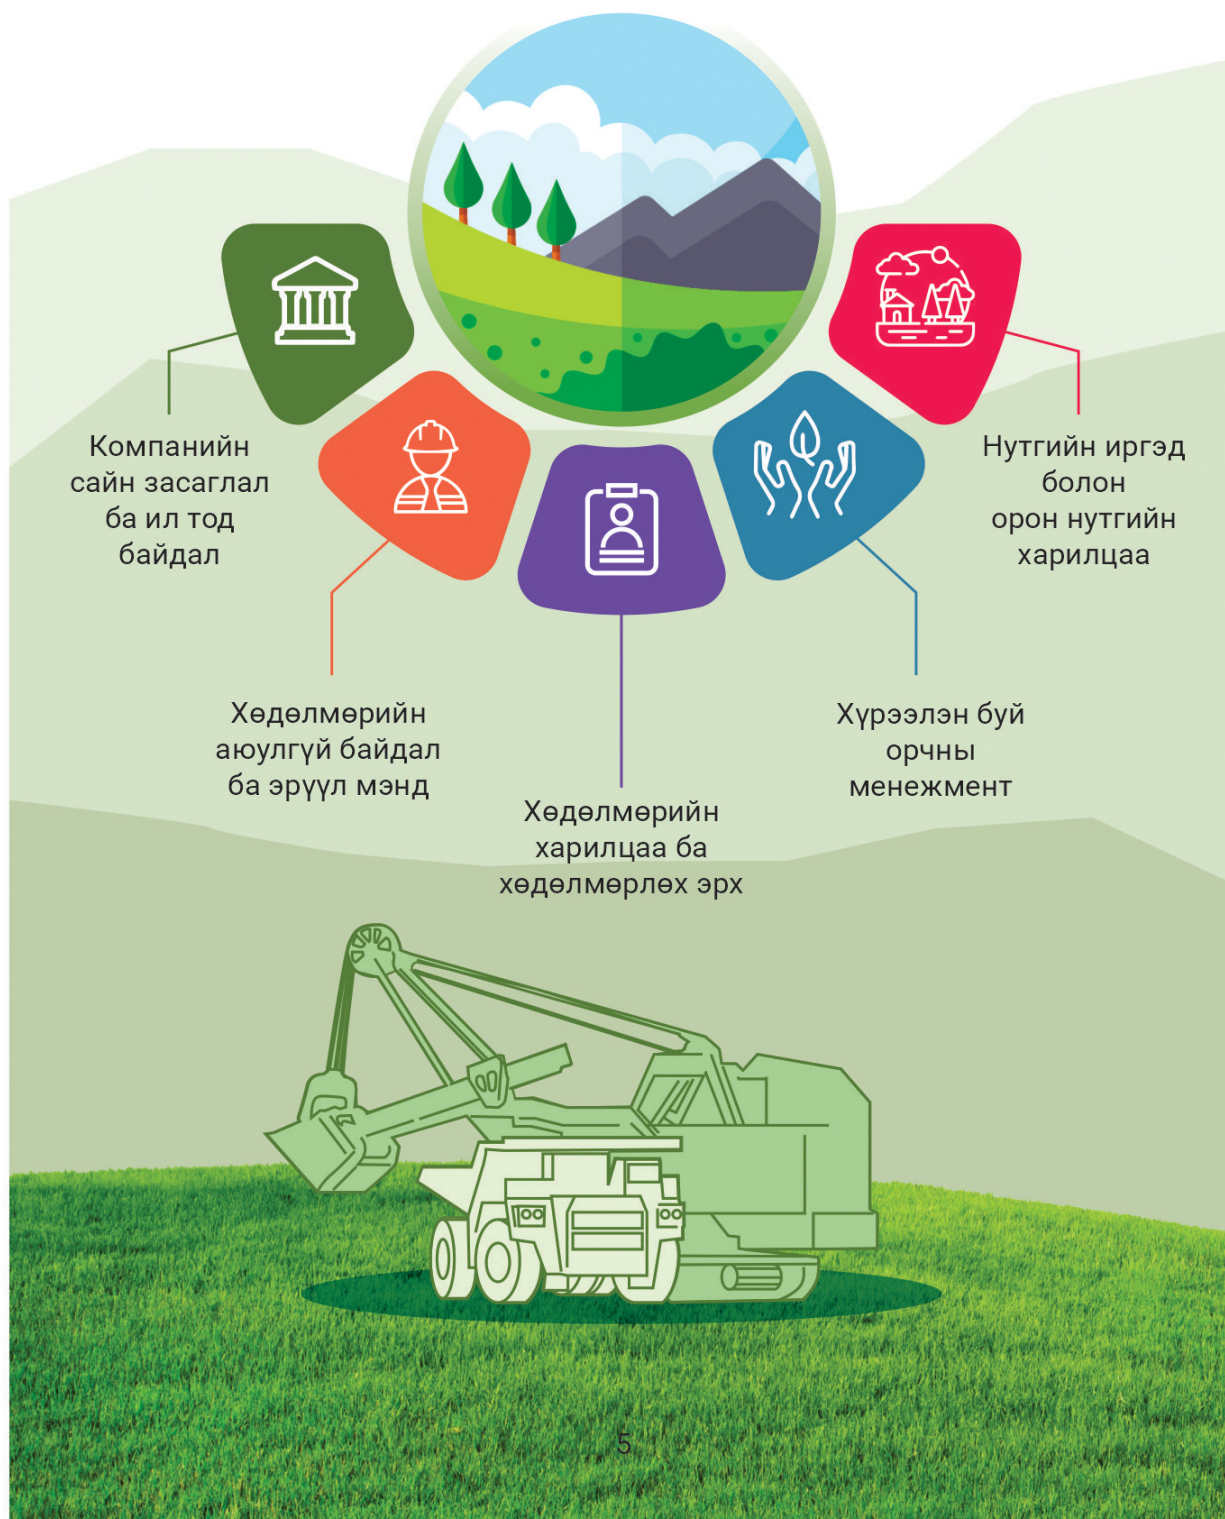 Компанийн
сайн засаглал
ба ил тод
байдал
Хөдөлмөрийн
аюулгүй байдал
ба эрүүл мэнд
Хөдөлмөрийн
харилцаа ба
хөдөлмөрлөх эрх
Хүрээлэн буй
орчны
менежмент
Нутгийн иргэд
болон
орон нутгийн
харилцаа
5